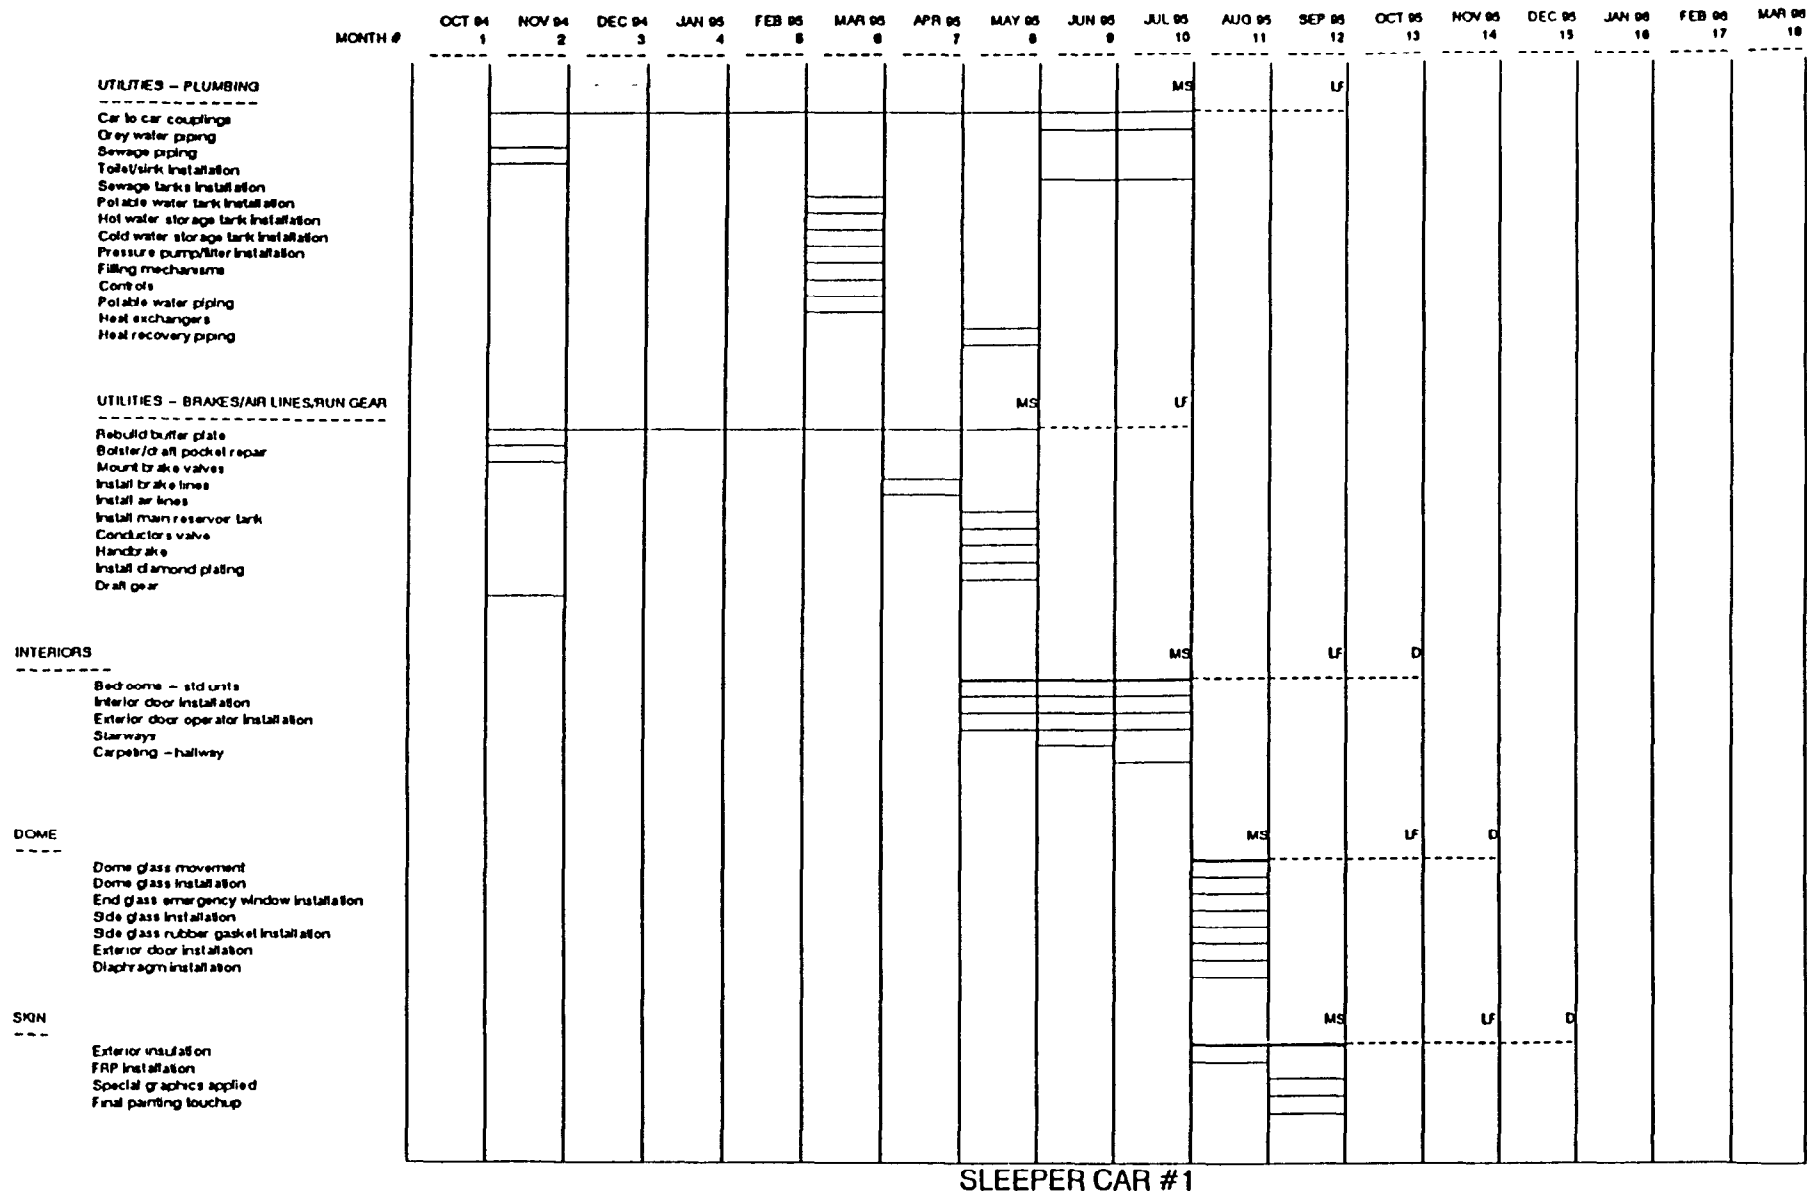 OCT 94 NOV 94 DEC 94 JAN 95 FEB 95 MAR 95 APR 95 MAY 95 JUN 95 JUL 95 AUG 95 SEP 95 OCT 95 NOV 95 DEC 95 JAN 96 FEB 96 MAR 96
MONTH # 1 2 3 4 5 6 7 8 9 10 11 12 13 14 15 16 17 18
UTILITIES – PLUMBING MS LF
Car to car couplings
Grey water piping
Sewage piping
Toilet/sink installation
Sewage tanks installation
Potable water tank installation
Hot water storage tank installation
Cold water storage tank installation
Pressure pump/filter installation
Filling mechanisms
Controls
Potable water piping
Heat exchangers
Heat recovery piping
UTILITIES – BRAKES/AIR LINES/RUN GEAR MS LF
Rebuild buffer plate
Bolster/draft pocket repair
Mount brake valves
Install brake lines
Install air lines
Install main reservoir tank
Conductors valve
Handbrake
Install diamond plating
Draft gear
INTERIORS MS LF D
Bedrooms – std units
Interior door installation
Exterior door operator installation
Stairways
Carpeting – hallway
DOME MS LF D
Dome glass movement
Dome glass installation
End glass emergency window installation
Side glass installation
Side glass rubber gasket installation
Exterior door installation
Diaphragm installation
SKIN MS LF D
Exterior insulation
FRP installation
Special graphics applied
Final painting touchup
SLEEPER CAR #1